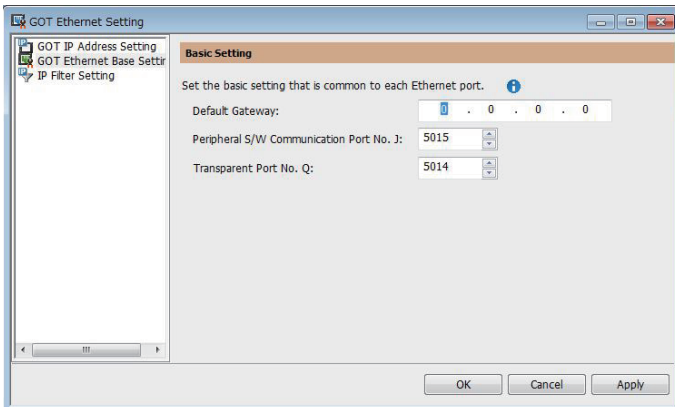 GOT Ethernet Setting
GOT IP Address Setting
GOT Ethernet Base Settir
IP Filter Setting
Basic Setting
Set the basic setting that is common to each Ethernet port.
Default Gateway: 0 . 0 . 0 . 0
Peripheral S/W Communication Port No. J: 5015
Transparent Port No. Q: 5014
OK Cancel Apply